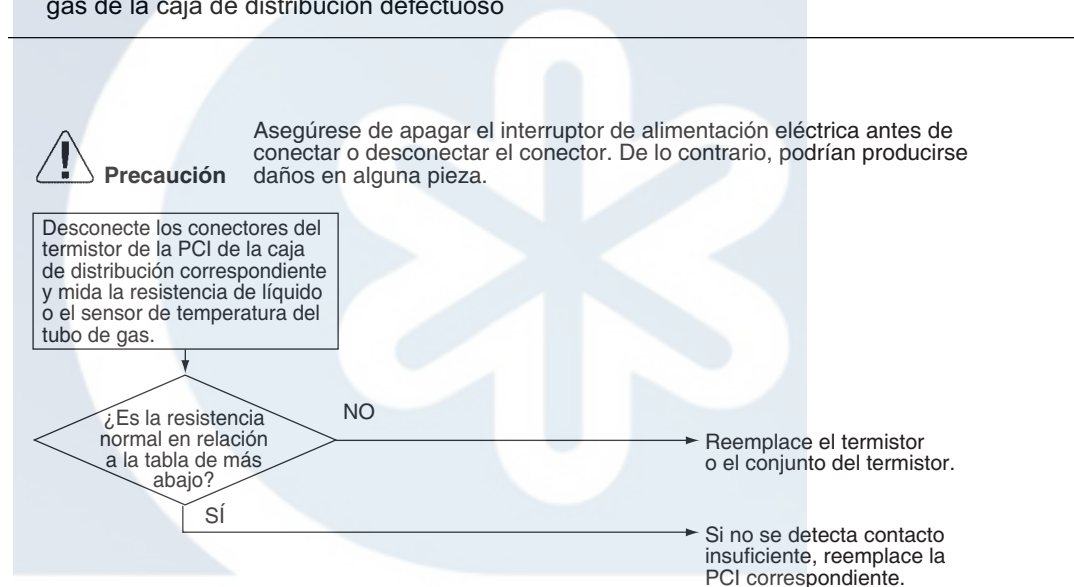 gas de la caja de distribución defectuoso
Asegúrese de apagar el interruptor de alimentación eléctrica antes de
conectar o desconectar el conector. De lo contrario, podrían producirse
Precaución daños en alguna pieza.
Desconecte los conectores del
termistor de la PCI de la caja
de distribución correspondiente
y mida la resistencia de líquido
o el sensor de temperatura del
tubo de gas.
¿Es la resistencia
normal en relación
a la tabla de más
abajo?
NO
Reemplace el termistor
o el conjunto del termistor.
SÍ
Si no se detecta contacto
insuficiente, reemplace la
PCI correspondiente.